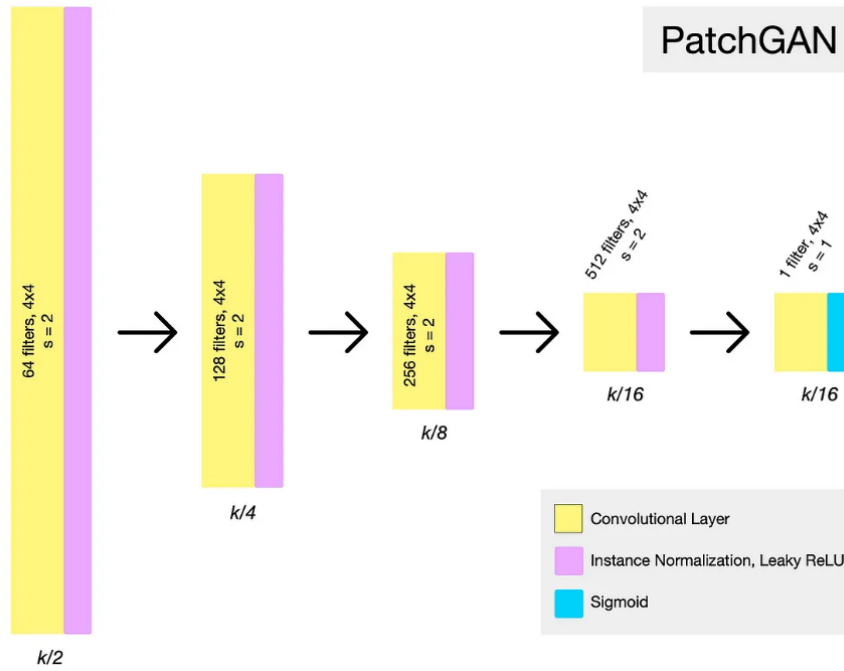 PatchGAN
64 filters, 4x4
s = 2
k/2
128 filters, 4x4
s = 2
k/4
256 filters, 4x4
s = 2
k/8
512 filters, 4x4
s = 2
k/16
1 filter, 4x4
s = 1
k/16
Convolutional Layer
Instance Normalization, Leaky ReLU
Sigmoid